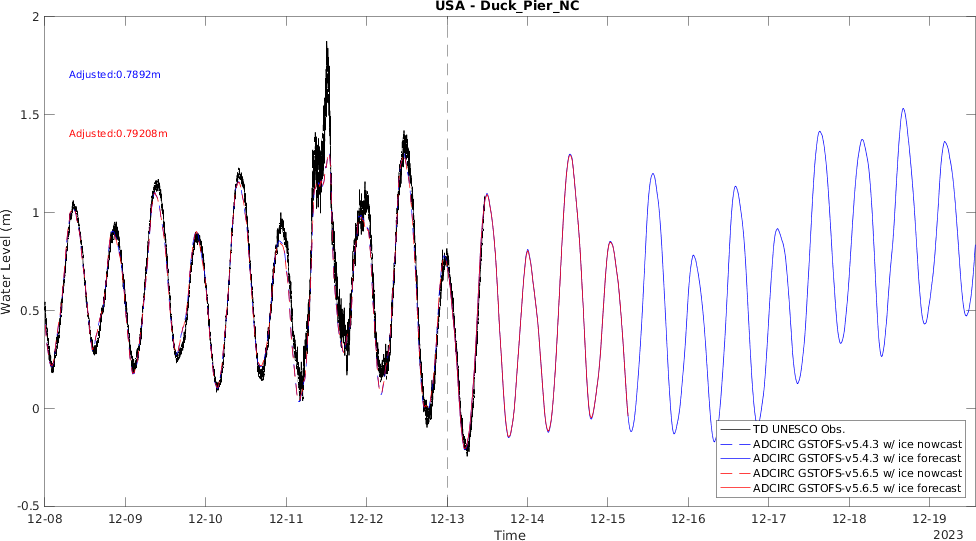 USA - Duck_Pier_NC
2
1.5
1
0.5
0
-0.5
Water Level (m)
Adjusted:0.7892m
Adjusted:0.79208m
TD UNESCO Obs.
ADCIRC GSTOFS-v5.4.3 w/ ice nowcast
ADCIRC GSTOFS-v5.4.3 w/ ice forecast
ADCIRC GSTOFS-v5.6.5 w/ ice nowcast
ADCIRC GSTOFS-v5.6.5 w/ ice forecast
12-08 12-09 12-10 12-11 12-12 12-13 12-14 12-15 12-16 12-17 12-18 12-19
Time
2023